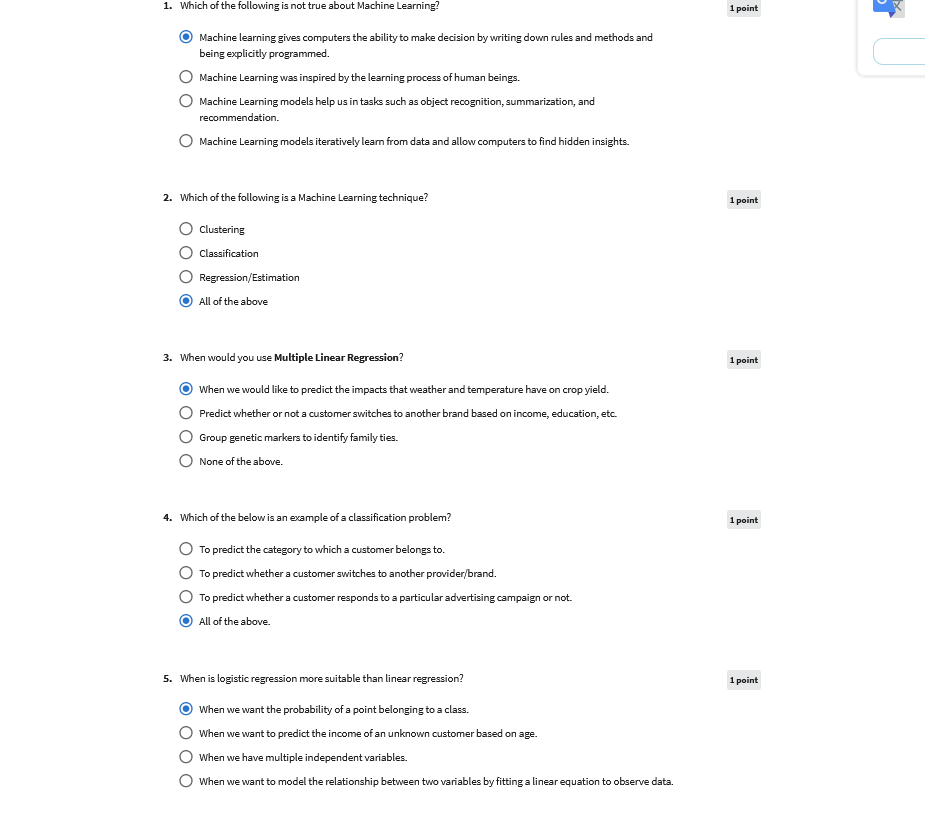 1. Which of the following is not true about Machine Learning?
1 point
Machine learning gives computers the ability to make decision by writing down rules and methods and
being explicitly programmed.
Machine Learning was inspired by the learning process of human beings.
Machine Learning models help us in tasks such as object recognition, summarization, and
recommendation.
Machine Learning models iteratively learn from data and allow computers to find hidden insights.
2. Which of the following is a Machine Learning technique?
1 point
Clustering
Classification
Regression/Estimation
All of the above
3. When would you use Multiple Linear Regression?
1 point
When we would like to predict the impacts that weather and temperature have on crop yield.
Predict whether or not a customer switches to another brand based on income, education, etc.
Group genetic markers to identify family ties.
None of the above.
4. Which of the below is an example of a classification problem?
1 point
To predict the category to which a customer belongs to.
To predict whether a customer switches to another provider/brand.
To predict whether a customer responds to a particular advertising campaign or not.
All of the above.
5. When is logistic regression more suitable than linear regression?
1 point
When we want the probability of a point belonging to a class.
When we want to predict the income of an unknown customer based on age.
When we have multiple independent variables.
When we want to model the relationship between two variables by fitting a linear equation to observe data.